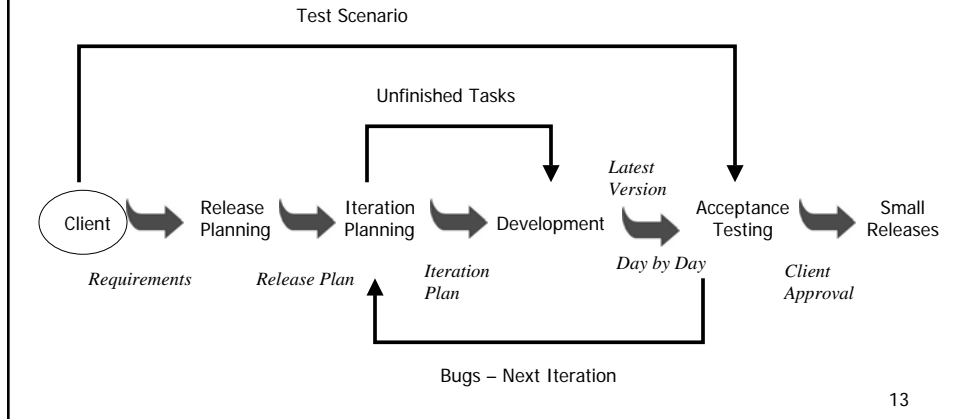 Test Scenario
Unfinished Tasks
Latest
Version
Client
Release
Planning
Iteration
Planning
Development
Acceptance
Testing
Small
Releases
Requirements
Release Plan
Iteration
Plan
Day by Day
Client
Approval
Bugs – Next Iteration
13